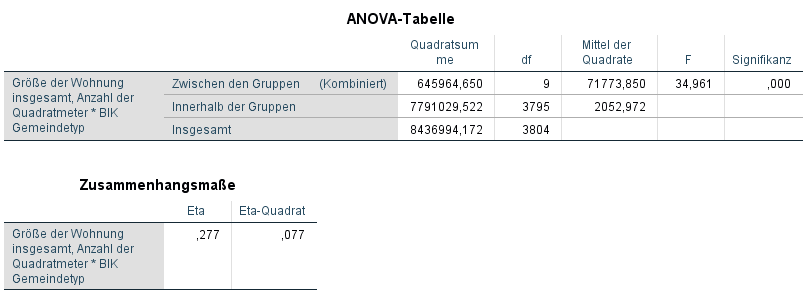 ANOVA-Tabelle
Quadratsum
me
df
Mittel der
Quadrate
F
Signifikanz
Größe der Wohnung
insgesamt, Anzahl der
Quadratmeter * BIK
Gemeindetyp
Zwischen den Gruppen (Kombiniert) 645964,650 9 71773,850 34,961 ,000
Innerhalb der Gruppen 7791029,522 3795 2052,972
Insgesamt 8436994,172 3804
Zusammenhangsmaße
Eta Eta-Quadrat
Größe der Wohnung
insgesamt, Anzahl der
Quadratmeter * BIK
Gemeindetyp
,277 ,077